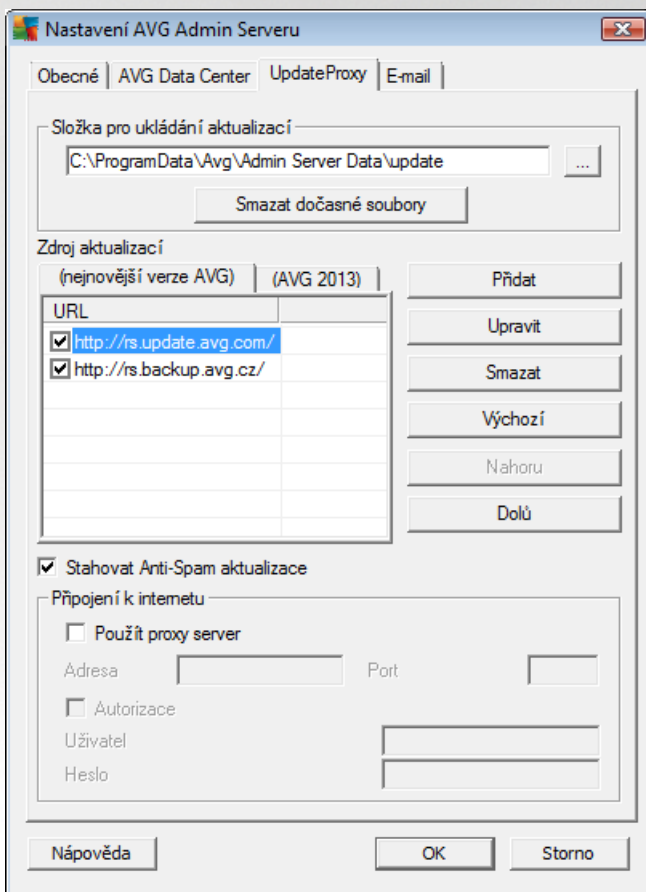 Nastavení AVG Admin Serveru
Obecné AVG Data Center UpdateProxy E-mail
Složka pro ukládání aktualizací
C:\ProgramData\Avg\Admin Server Data\update ...
Smazat dočasné soubory
Zdroj aktualizací
(nejnovější verze AVG) (AVG 2013)
Přidat
URL
Upravit
http://rs.update.avg.com/
http://rs.backup.avg.cz/
Smazat
Výchozí
Nahoru
Dolů
Stahovat Anti-Spam aktualizace
Připojení k internetu
Použít proxy server
Adresa Port
Autorizace
Uživatel
Heslo
Nápověda OK Storno